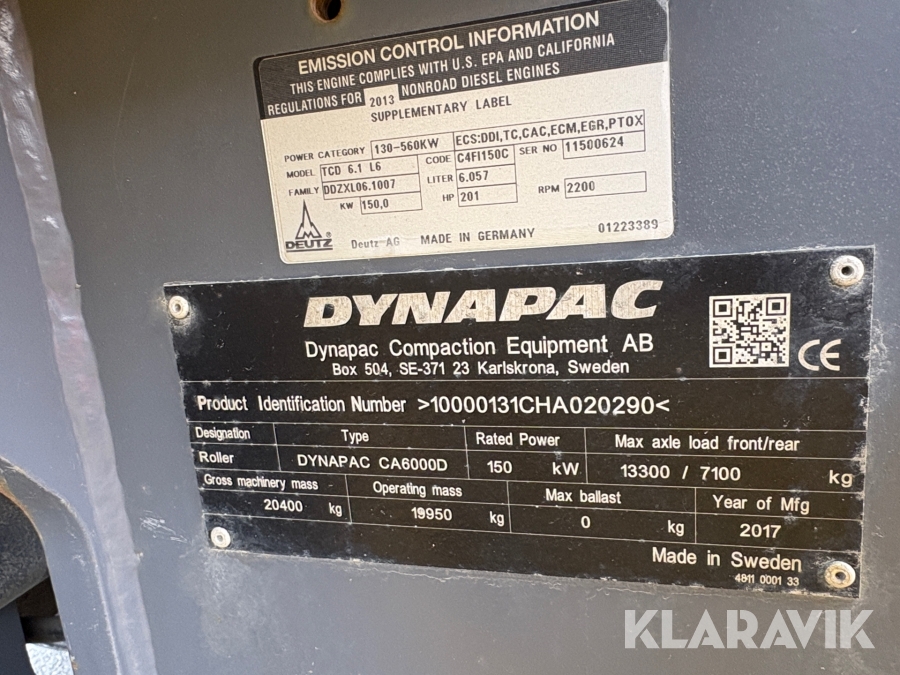 EMISSION CONTROL INFORMATION
THIS ENGINE COMPLIES WITH U.S. EPA AND CALIFORNIA
REGULATIONS FOR 2013 NONROAD DIESEL ENGINES
SUPPLEMENTARY LABEL
POWER CATEGORY 130-560KW ECS:DDI,TC,CAC,ECM,EGR,PTOX
MODEL TCD 6.1 L6 CODE C4FI150C SER NO 11500624
FAMILY DDZXL06.1007 LITER 6.057
KW 150,0 HP 201 RPM 2200
DEUTZ ® Deutz AG MADE IN GERMANY 01223389
DYNAPAC
Dynapac Compaction Equipment AB
Box 504, SE-371 23 Karlskrona, Sweden
CE
Product Identification Number >10000131CHA020290<
Designation Type Rated Power Max axle load front/rear
Roller DYNAPAC CA6000D 150 kW 13300 / 7100 kg
Gross machinery mass Operating mass Max ballast Year of Mfg
20400 kg 19950 kg 0 kg 2017
Made in Sweden
4811 0001 33
KLARAVIK